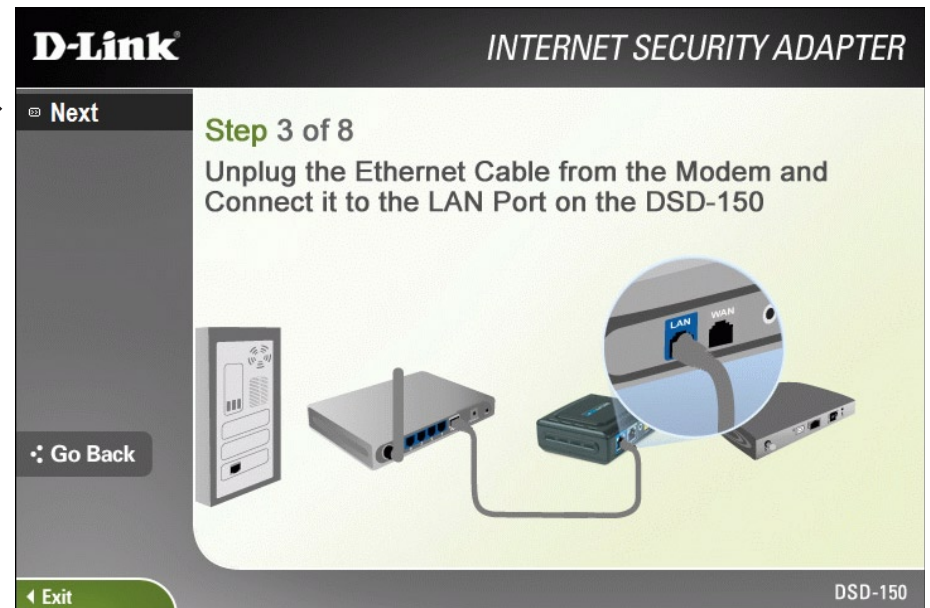 D-Link
INTERNET SECURITY ADAPTER
Next
Step 3 of 8
Unplug the Ethernet Cable from the Modem and
Connect it to the LAN Port on the DSD-150
LAN
WAN
Go Back
Exit
DSD-150